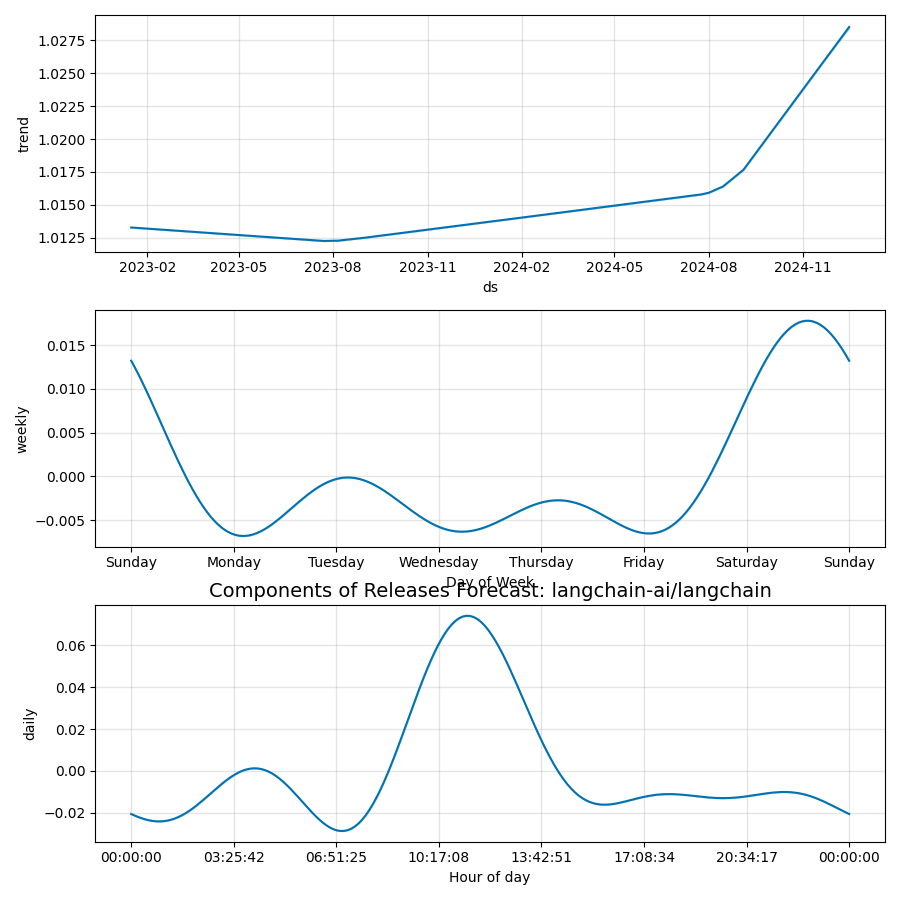 1.0275
1.0250
1.0225
1.0200
1.0175
1.0150
1.0125
trend
2023-02 2023-05 2023-08 2023-11 2024-02 2024-05 2024-08 2024-11
ds
0.015
0.010
0.005
0.000
−0.005
weekly
Sunday Monday Tuesday Wednesday Thursday Friday Saturday Sunday
Day of Week
Components of Releases Forecast: langchain-ai/langchain
0.06
0.04
0.02
0.00
−0.02
daily
00:00:00 03:25:42 06:51:25 10:17:08 13:42:51 17:08:34 20:34:17 00:00:00
Hour of day